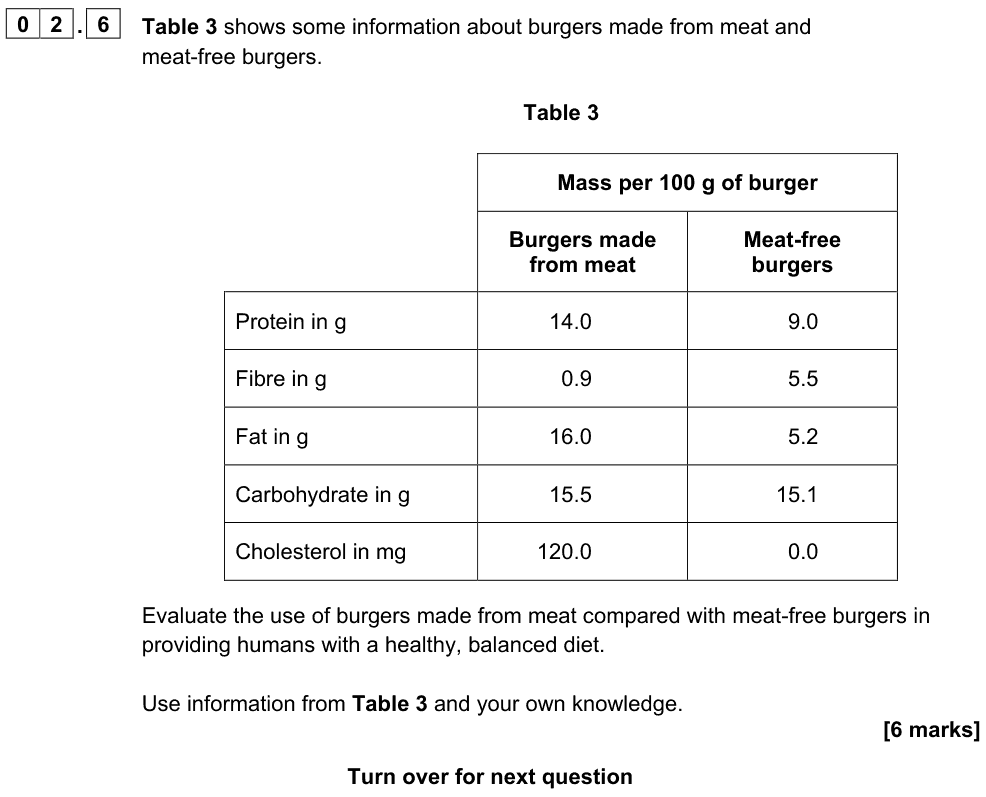 0 2 . 6 Table 3 shows some information about burgers made from meat and
meat-free burgers.
Table 3
Mass per 100 g of burger
Burgers made from meat Meat-free burgers
Protein in g 14.0 9.0
Fibre in g 0.9 5.5
Fat in g 16.0 5.2
Carbohydrate in g 15.5 15.1
Cholesterol in mg 120.0 0.0
Evaluate the use of burgers made from meat compared with meat-free burgers in
providing humans with a healthy, balanced diet.
Use information from Table 3 and your own knowledge.
[6 marks]
Turn over for next question